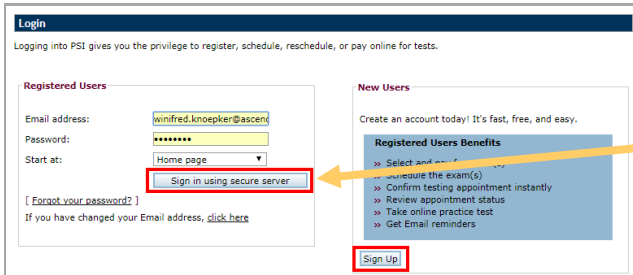 Login
Logging into PSI gives you the privilege to register, schedule, reschedule, or pay online for tests.
Registered Users
Email address: winifred.knoepker@ascend
Password: ••••••••
Start at: Home page
Sign in using secure server
[ Forgot your password? ]
If you have changed your Email address, click here
New Users
Create an account today! It's fast, free, and easy.
Registered Users Benefits
» Select and pay
» Schedule the exam(s)
» Confirm testing appointment instantly
» Review appointment status
» Take online practice test
» Get Email reminders
Sign Up